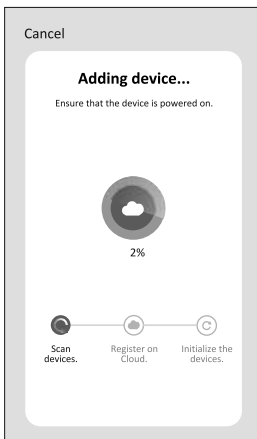 Cancel
Adding device...
Ensure that the device is powered on.
2%
Scan
devices.
Register on
Cloud.
Initialize the
devices.